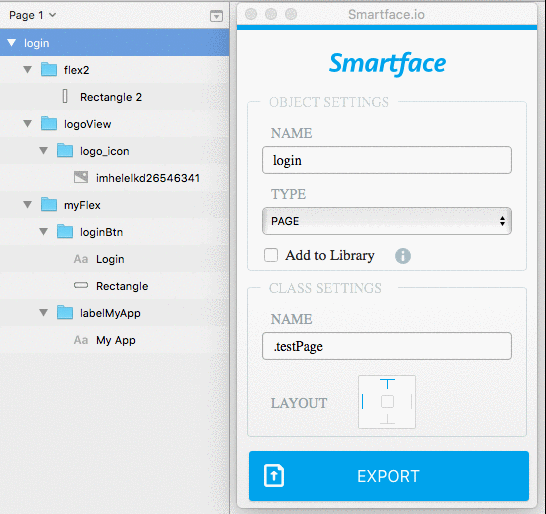 Page 1
login
flex2
Rectangle 2
logoView
logo_icon
imhelelkd26546341
myFlex
loginBtn
Aa Login
Rectangle
labelMyApp
Aa My App
Smartface.io
Smartface
OBJECT SETTINGS
NAME
login
TYPE
PAGE
Add to Library
i
CLASS SETTINGS
NAME
.testPage
LAYOUT
EXPORT